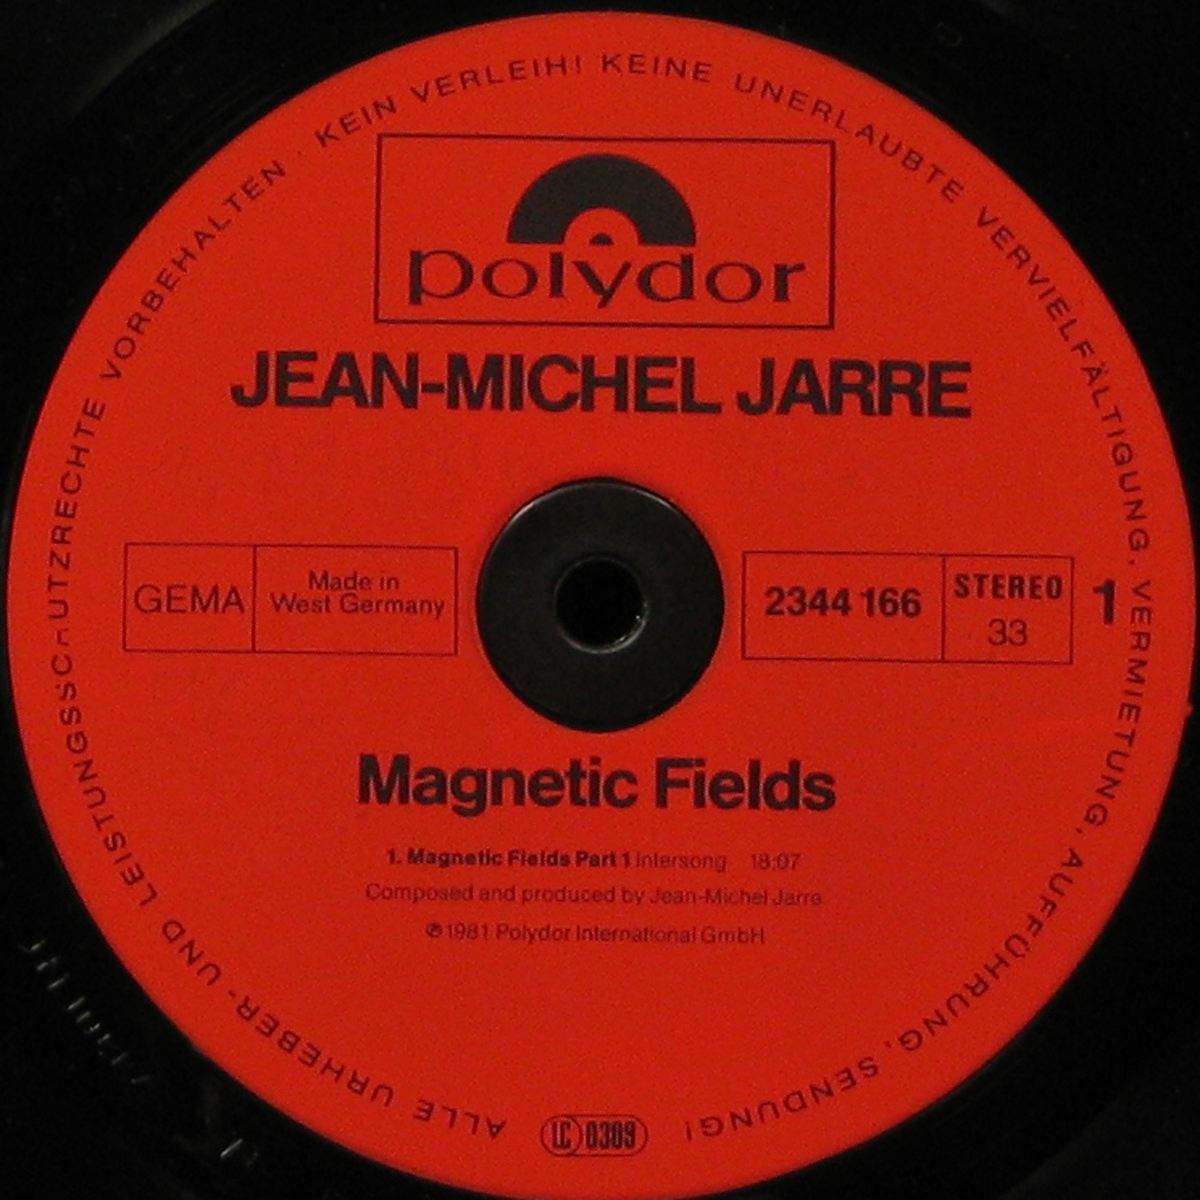 ALLE URHEBER- UND LEISTUNGSSCHUTZRECHTE VORBEHALTEN · KEIN VERLEIH! KEINE UNERLAUBTE VERVIELFÄLTIGUNG, VERMIETUNG, AUFFÜHRUNG, SENDUNG!
polydor
JEAN-MICHEL JARRE
GEMA
Made in
West Germany
2344 166
STEREO
33
1
Magnetic Fields
1. Magnetic Fields Part 1 Intersong 18:07
Composed and produced by Jean-Michel Jarre
℗ 1981 Polydor International GmbH
LC 0309